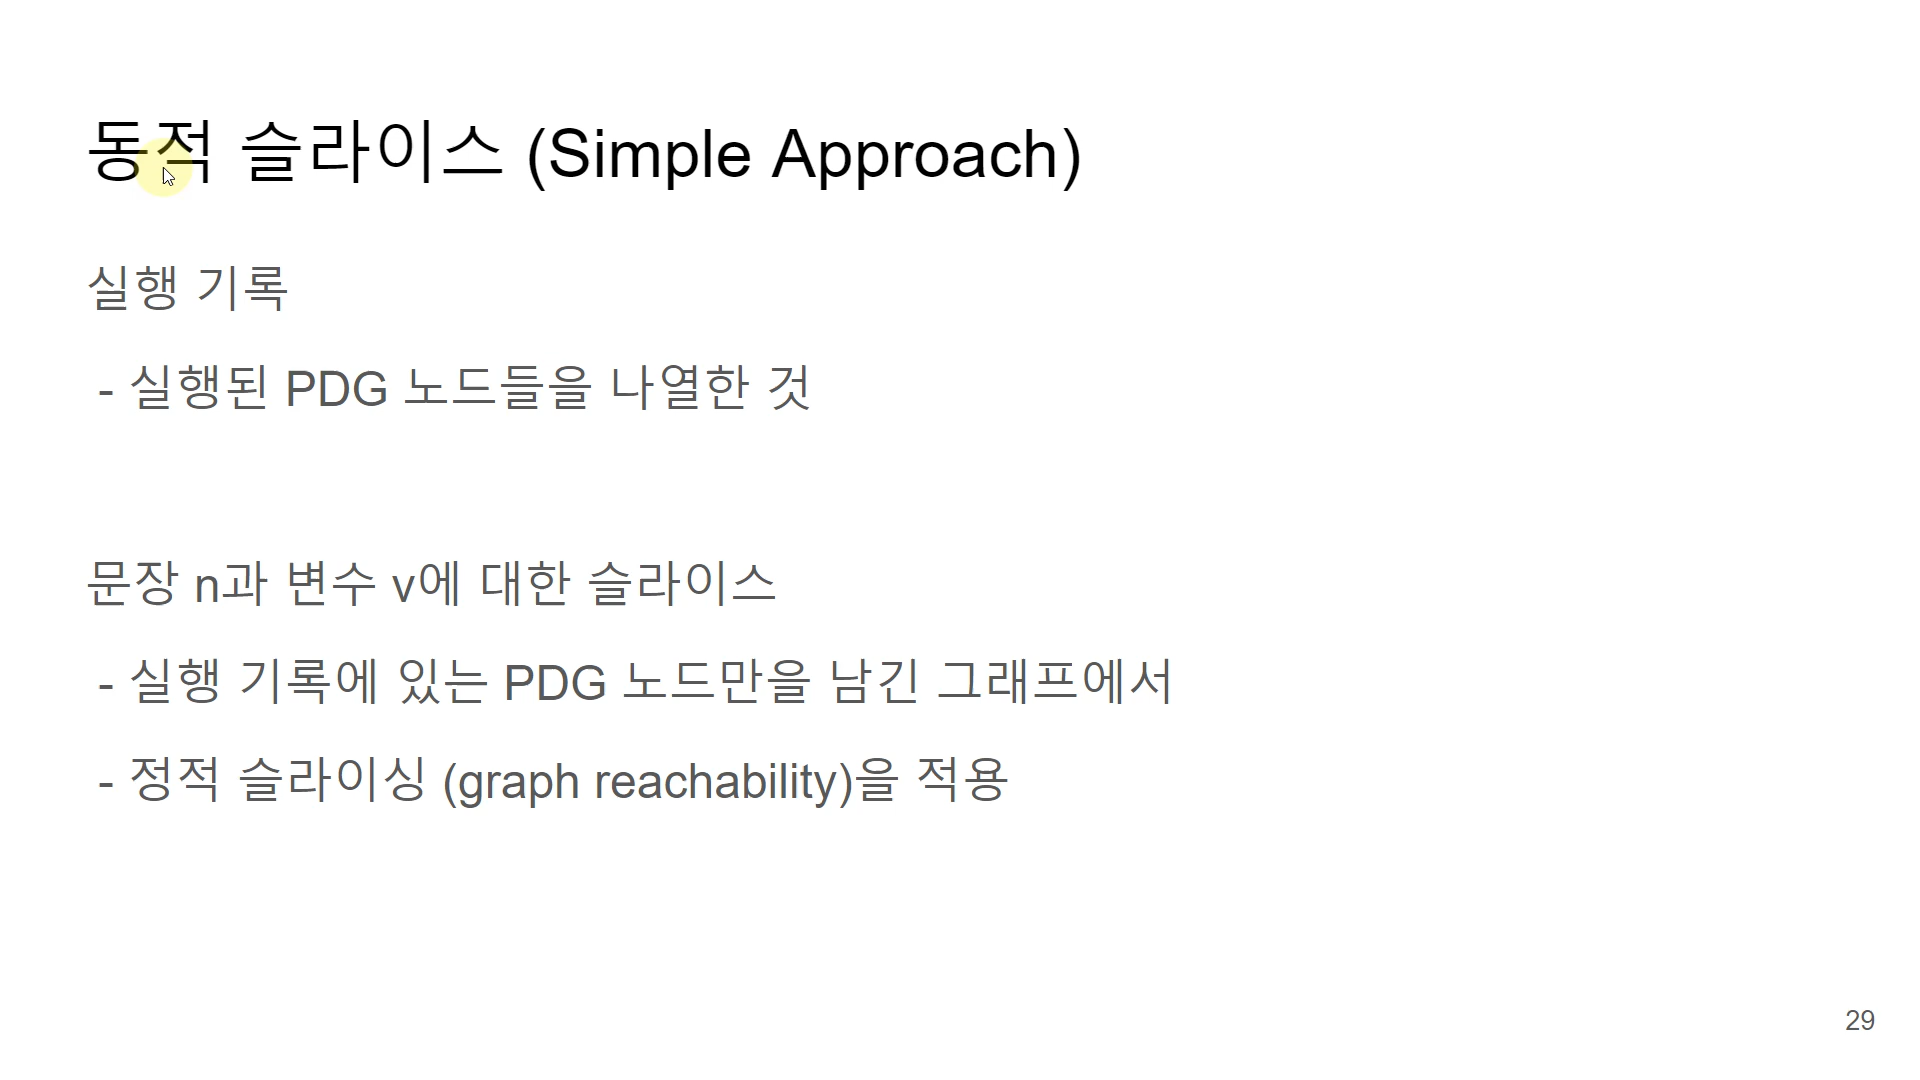 동적 슬라이스 (Simple Approach)
실행 기록
- 실행된 PDG 노드들을 나열한 것
문장 n과 변수 v에 대한 슬라이스
- 실행 기록에 있는 PDG 노드만을 남긴 그래프에서
- 정적 슬라이싱 (graph reachability)을 적용
29